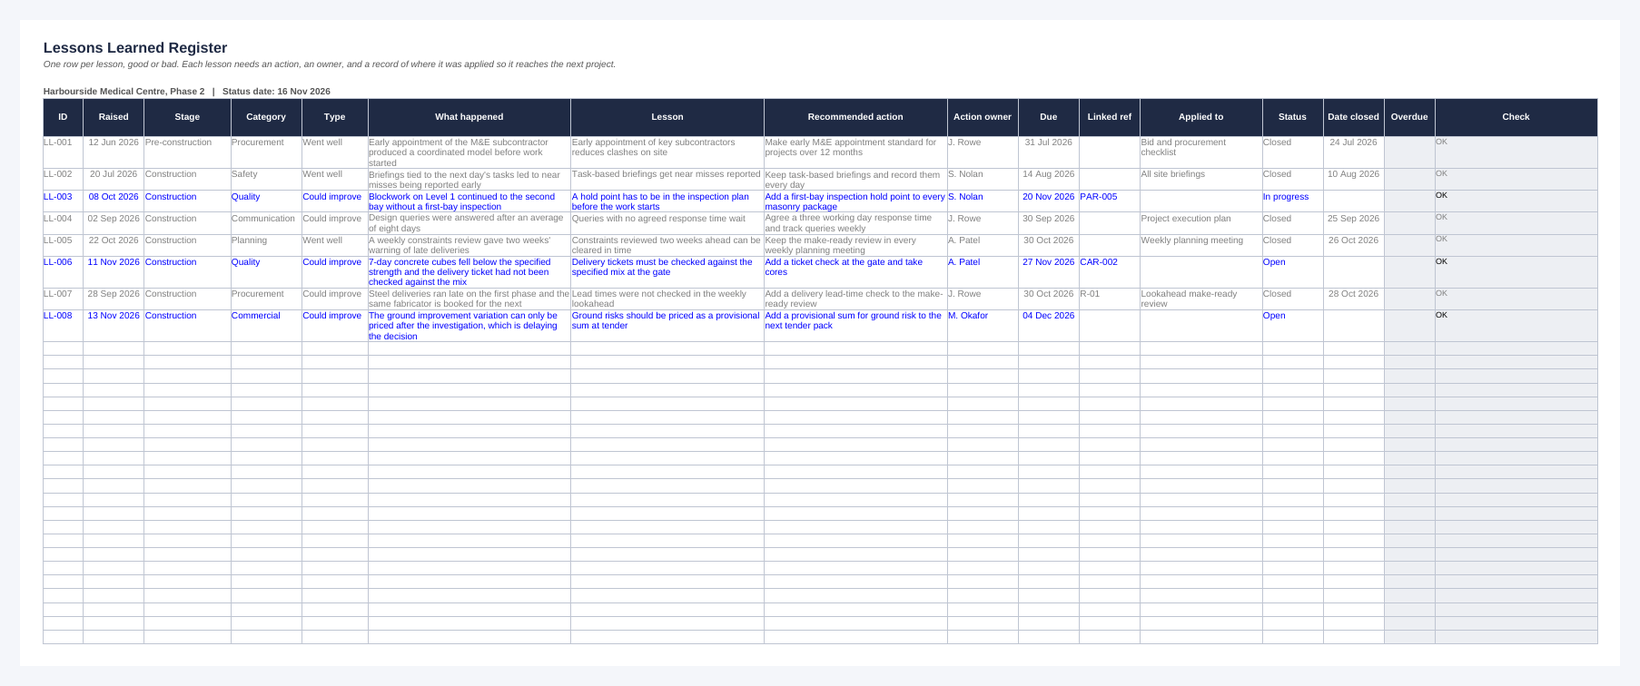 Lessons Learned Register
One row per lesson, good or bad. Each lesson needs an action, an owner, and a record of where it was applied so it reaches the next project.
Harbourside Medical Centre, Phase 2 | Status date: 16 Nov 2026
ID Raised Stage Category Type What happened Lesson Recommended action Action owner Due Linked ref Applied to Status Date closed Overdue Check
LL-001 12 Jun 2026 Pre-construction Procurement Went well Early appointment of the M&E subcontractor Early appointment of key subcontractors Make early M&E appointment standard for J. Rowe 31 Jul 2026 Bid and procurement Closed 24 Jul 2026 OK
produced a coordinated model before work reduces clashes on site projects over 12 months checklist
started
LL-002 20 Jul 2026 Construction Safety Went well Briefings tied to the next day's tasks led to near Task-based briefings get near misses reported Keep task-based briefings and record them S. Nolan 14 Aug 2026 All site briefings Closed 10 Aug 2026 OK
misses being reported early every day
LL-003 08 Oct 2026 Construction Quality Could improve Blockwork on Level 1 continued to the second A hold point has to be in the inspection plan Add a first-bay inspection hold point to every S. Nolan 20 Nov 2026 PAR-005 In progress OK
bay without a first-bay inspection before the work starts masonry package
LL-004 02 Sep 2026 Construction Communication Could improve Design queries were answered after an average Queries with no agreed response time wait Agree a three working day response time J. Rowe 30 Sep 2026 Project execution plan Closed 25 Sep 2026 OK
of eight days and track queries weekly
LL-005 22 Oct 2026 Construction Planning Went well A weekly constraints review gave two weeks' Constraints reviewed two weeks ahead can be Keep the make-ready review in every A. Patel 30 Oct 2026 Weekly planning meeting Closed 26 Oct 2026 OK
warning of late deliveries cleared in time weekly planning meeting
LL-006 11 Nov 2026 Construction Quality Could improve 7-day concrete cubes fell below the specified Delivery tickets must be checked against the Add a ticket check at the gate and take A. Patel 27 Nov 2026 CAR-002 Open OK
strength and the delivery ticket had not been specified mix at the gate cores
checked against the mix
LL-007 28 Sep 2026 Construction Procurement Could improve Steel deliveries ran late on the first phase and the Lead times were not checked in the weekly Add a delivery lead-time check to the make- J. Rowe 30 Oct 2026 R-01 Lookahead make-ready Closed 28 Oct 2026 OK
same fabricator is booked for the next lookahead ready review review
LL-008 13 Nov 2026 Construction Commercial Could improve The ground improvement variation can only be Ground risks should be priced as a provisional Add a provisional sum for ground risk to the M. Okafor 04 Dec 2026 Open OK
priced after the investigation, which is delaying sum at tender next tender pack
the decision